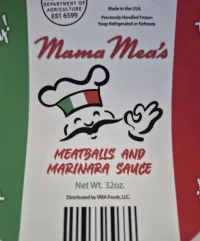 DEPARTMENT OF
AGRICULTURE
EST 6599
Made in the USA.
Previously Handled Frozen
Keep Refrigerated or Refreeze
Mama Mea's
MEATBALLS AND
MARINARA SAUCE
Net Wt. 32oz.
Distributed by VMA Foods, LLC.